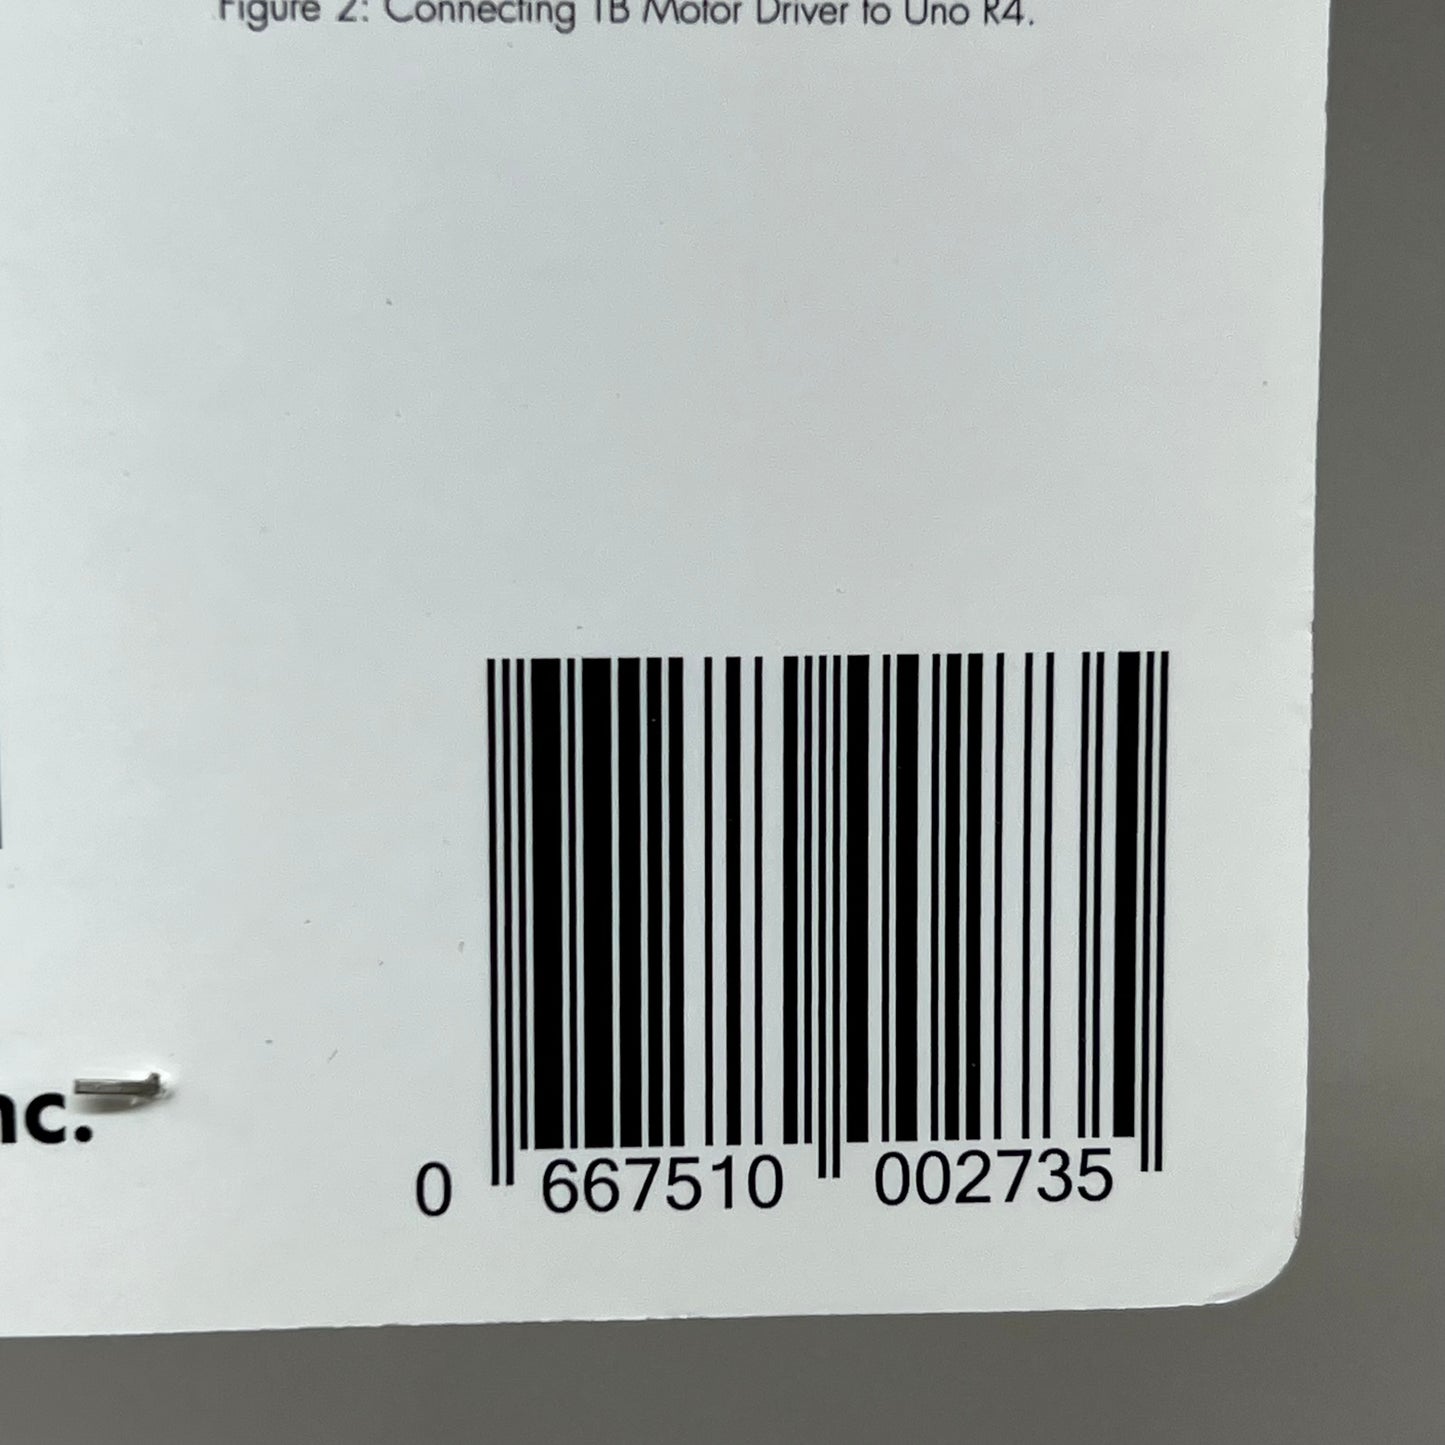 Figure 2: Connecting TB Motor Driver to Uno R4.
nc.
0 667510 002735